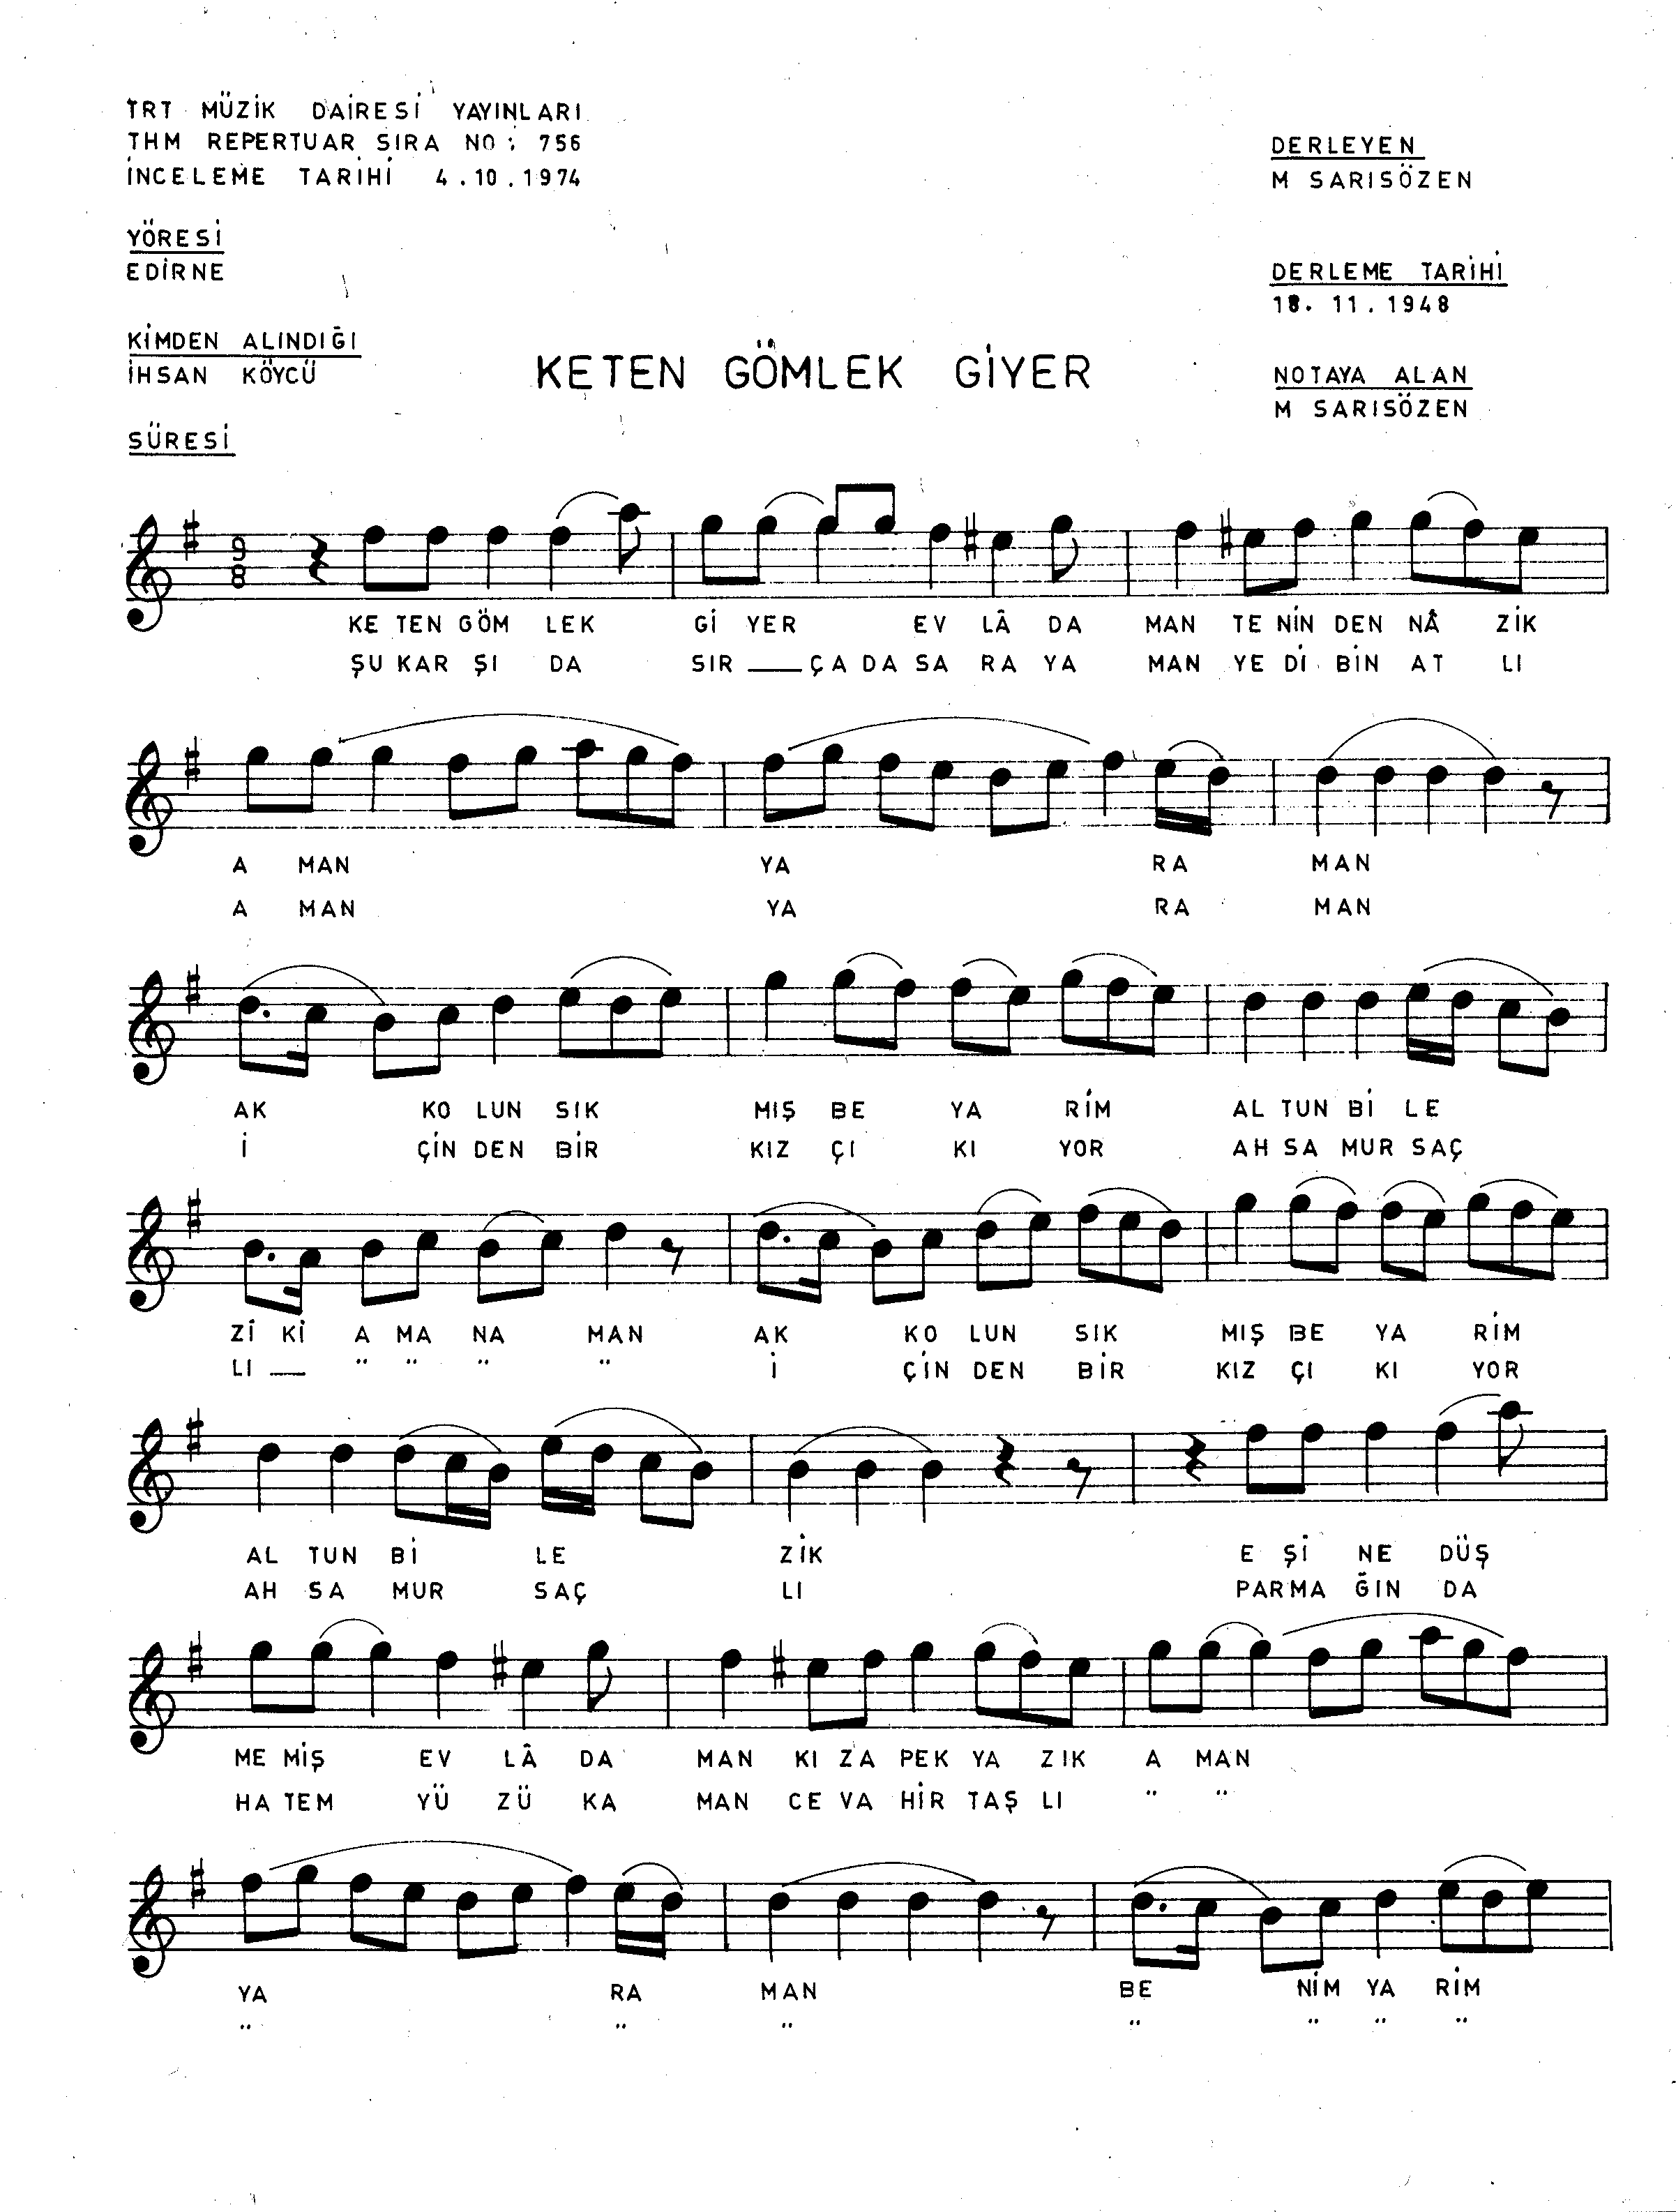 TRT MÜZİK DAİRESİ YAYINLARI
THM REPERTUAR SIRA NO: 756
İNCELEME TARİHİ 4.10.1974
DERLEYEN
M SARISÖZEN
YÖRESİ
EDİRNE
DERLEME TARİHİ
18.11.1948
KİMDEN ALINDIĞI
İHSAN KÖYCÜ
KETEN GÖMLEK GİYER
NOTAYA ALAN
M SARISÖZEN
SÜRESİ
9
8
KE TEN GÖM LEK Gİ YER EV LÂ DA MAN TE NİN DEN NÂ ZİK
ŞU KAR ŞI DA SIR ___ ÇA DA SA RA YA MAN YE Dİ BİN AT LI
A MAN YA RA MAN
A MAN YA RA MAN
AK KO LUN SIK MIŞ BE YA RİM AL TUN Bİ LE
İ ÇİN DEN BİR KIZ ÇI KI YOR AH SA MUR SAÇ
Zİ Kİ A MA NA MAN AK KO LUN SIK MIŞ BE YA RİM
LI __ " " " " İ ÇİN DEN BİR KIZ ÇI KI YOR
AL TUN Bİ LE ZİK E Şİ NE DÜŞ
AH SA MUR SAÇ LI PARMA ĞIN DA
ME MİŞ EV LÂ DA MAN KI ZA PEK YA ZIK A MAN
HA TEM YÜ ZÜ KA MAN CE VA HİR TAŞ LI " "
YA RA MAN BE NİM YA RİM
" " " " " " "